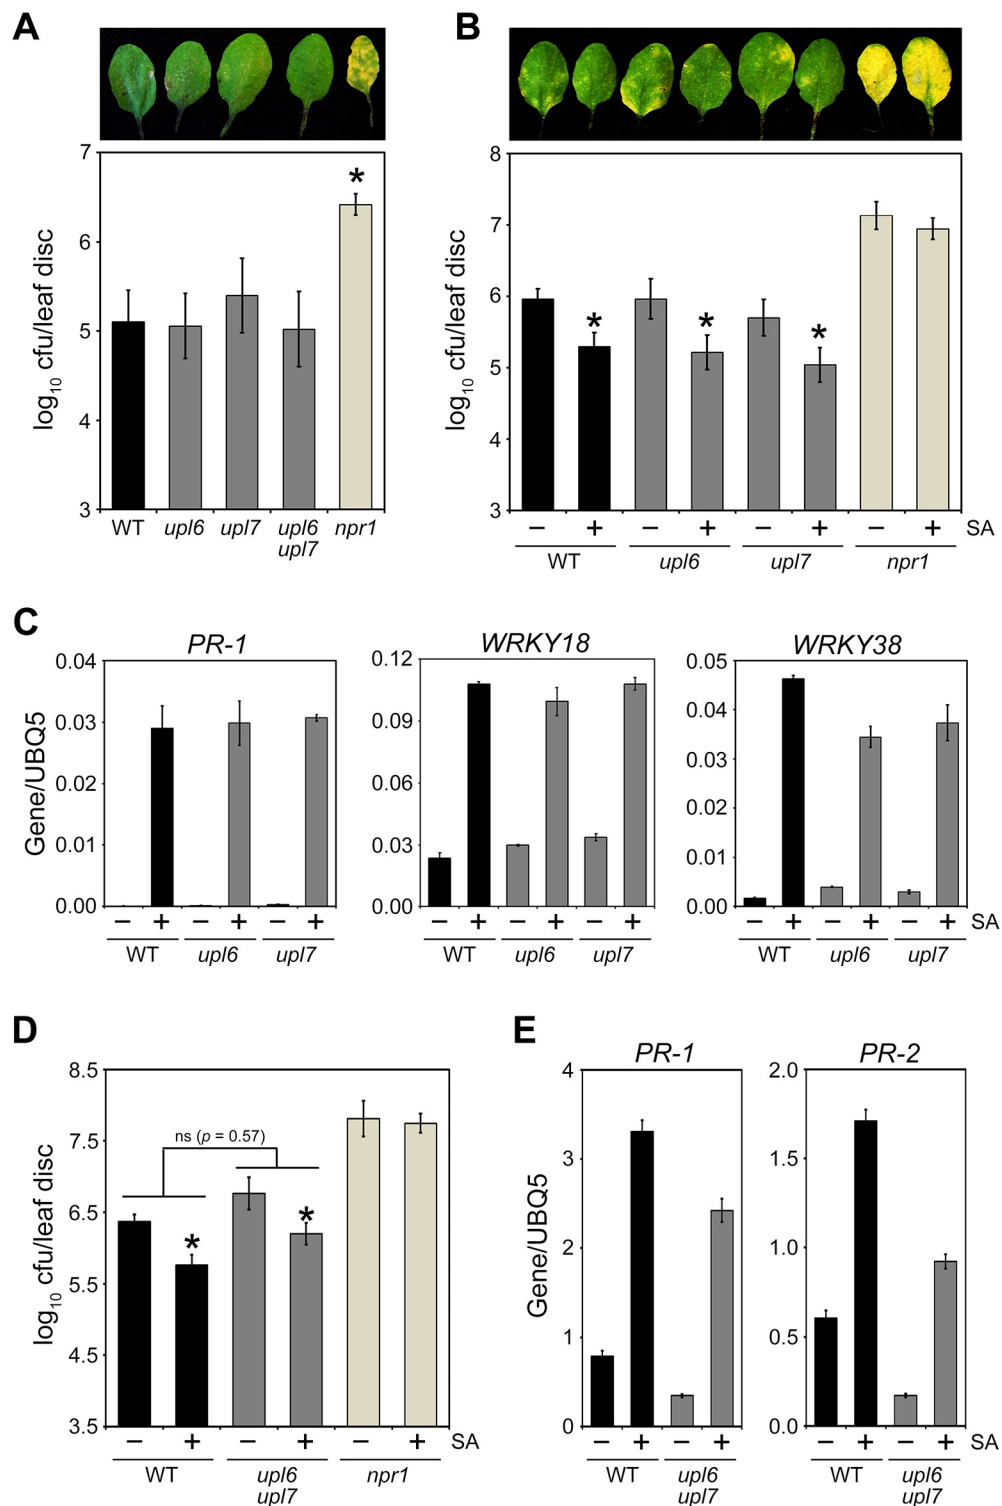 A
B
7
6
5
4
3
log10 cfu/leaf disc
WT upl6 upl7 upl6 upl7 npr1
8
7
6
5
4
3
log10 cfu/leaf disc
*
* * *
– + – + – + – + SA
WT upl6 upl7 npr1
C
PR-1
0.04
0.03
0.02
0.01
0.00
Gene/UBQ5
– + – + – +
WT upl6 upl7
WRKY18
0.12
0.09
0.06
0.03
0.00
– + – + – +
WT upl6 upl7
WRKY38
0.05
0.04
0.03
0.02
0.01
0.00
– + – + – + SA
WT upl6 upl7
D
8.5
7.5
6.5
5.5
4.5
3.5
log10 cfu/leaf disc
ns (p = 0.57)
* *
– + – + – + SA
WT upl6 upl7 npr1
E
PR-1
4
3
2
1
0
Gene/UBQ5
– + – +
WT upl6 upl7
PR-2
2.0
1.5
1.0
0.5
0.0
– + – + SA
WT upl6 upl7